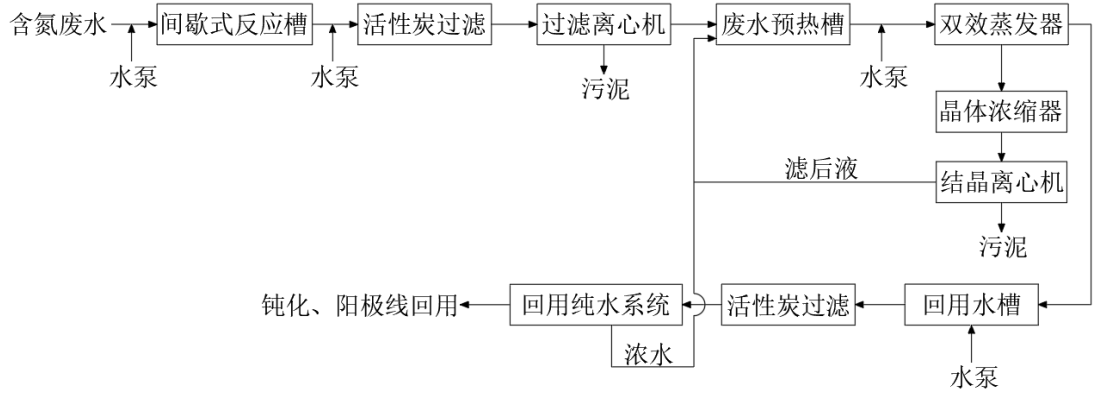 含氮废水
间歇式反应槽
活性炭过滤
过滤离心机
废水预热槽
双效蒸发器
水泵
水泵
污泥
水泵
晶体浓缩器
滤后液
结晶离心机
污泥
钝化、阳极线回用
回用纯水系统
活性炭过滤
回用水槽
浓水
水泵